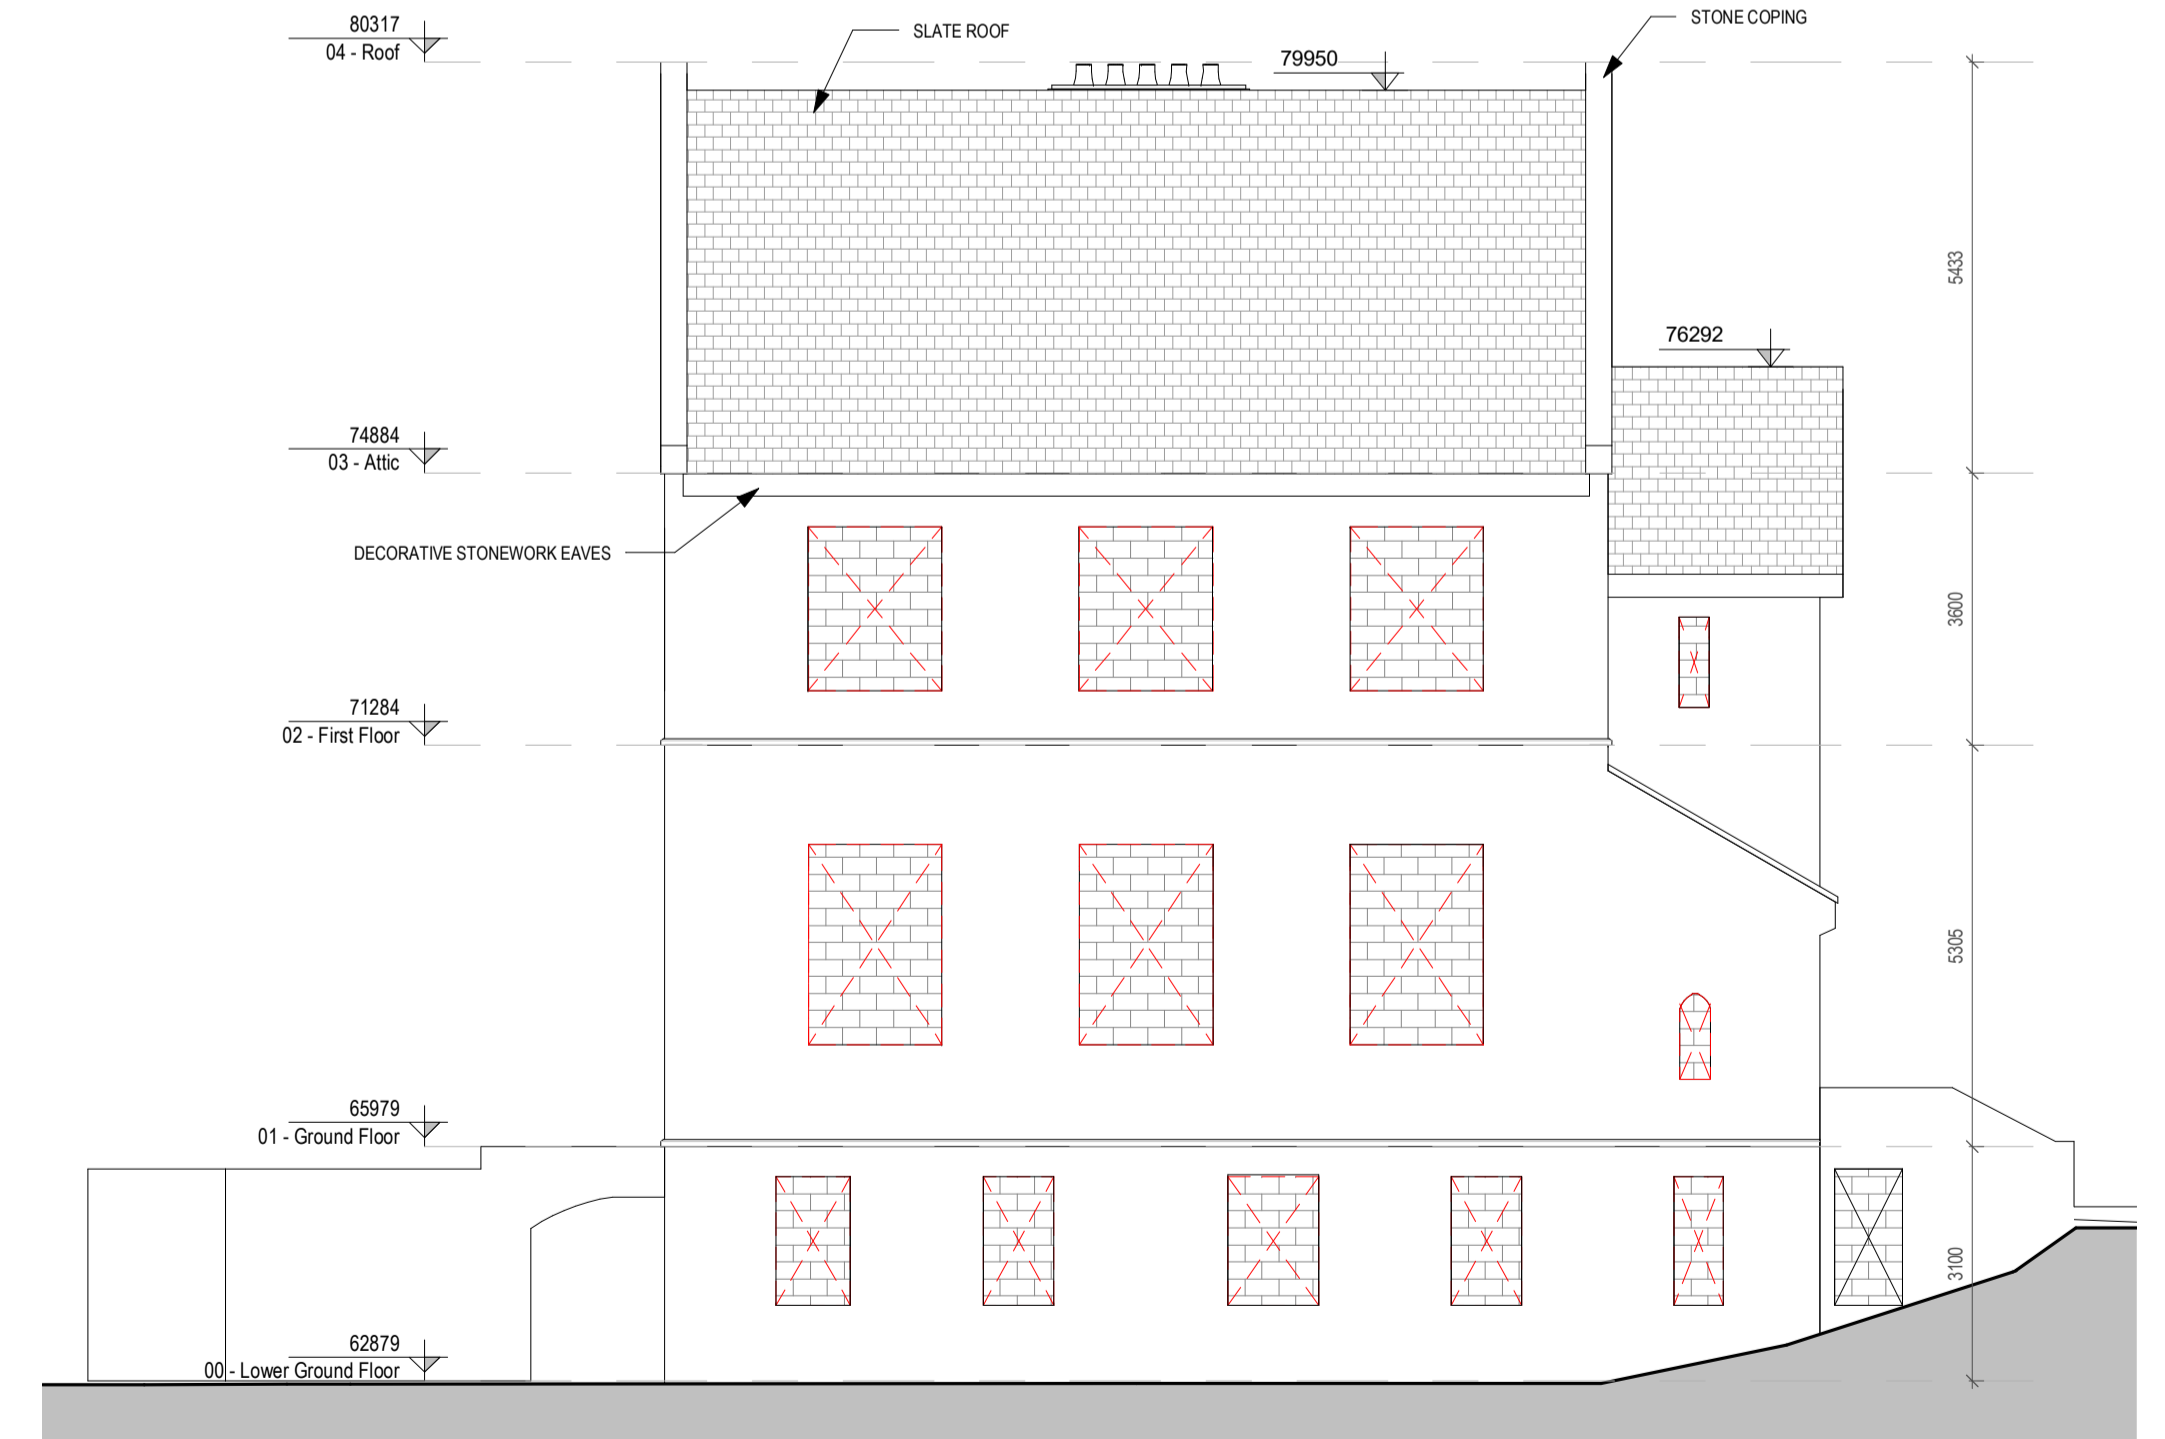 80317
04 - Roof
SLATE ROOF
STONE COPING
79950
5433
76292
74884
03 - Attic
DECORATIVE STONEWORK EAVES
3600
71284
02 - First Floor
5305
65979
01 - Ground Floor
3100
62879
00 - Lower Ground Floor